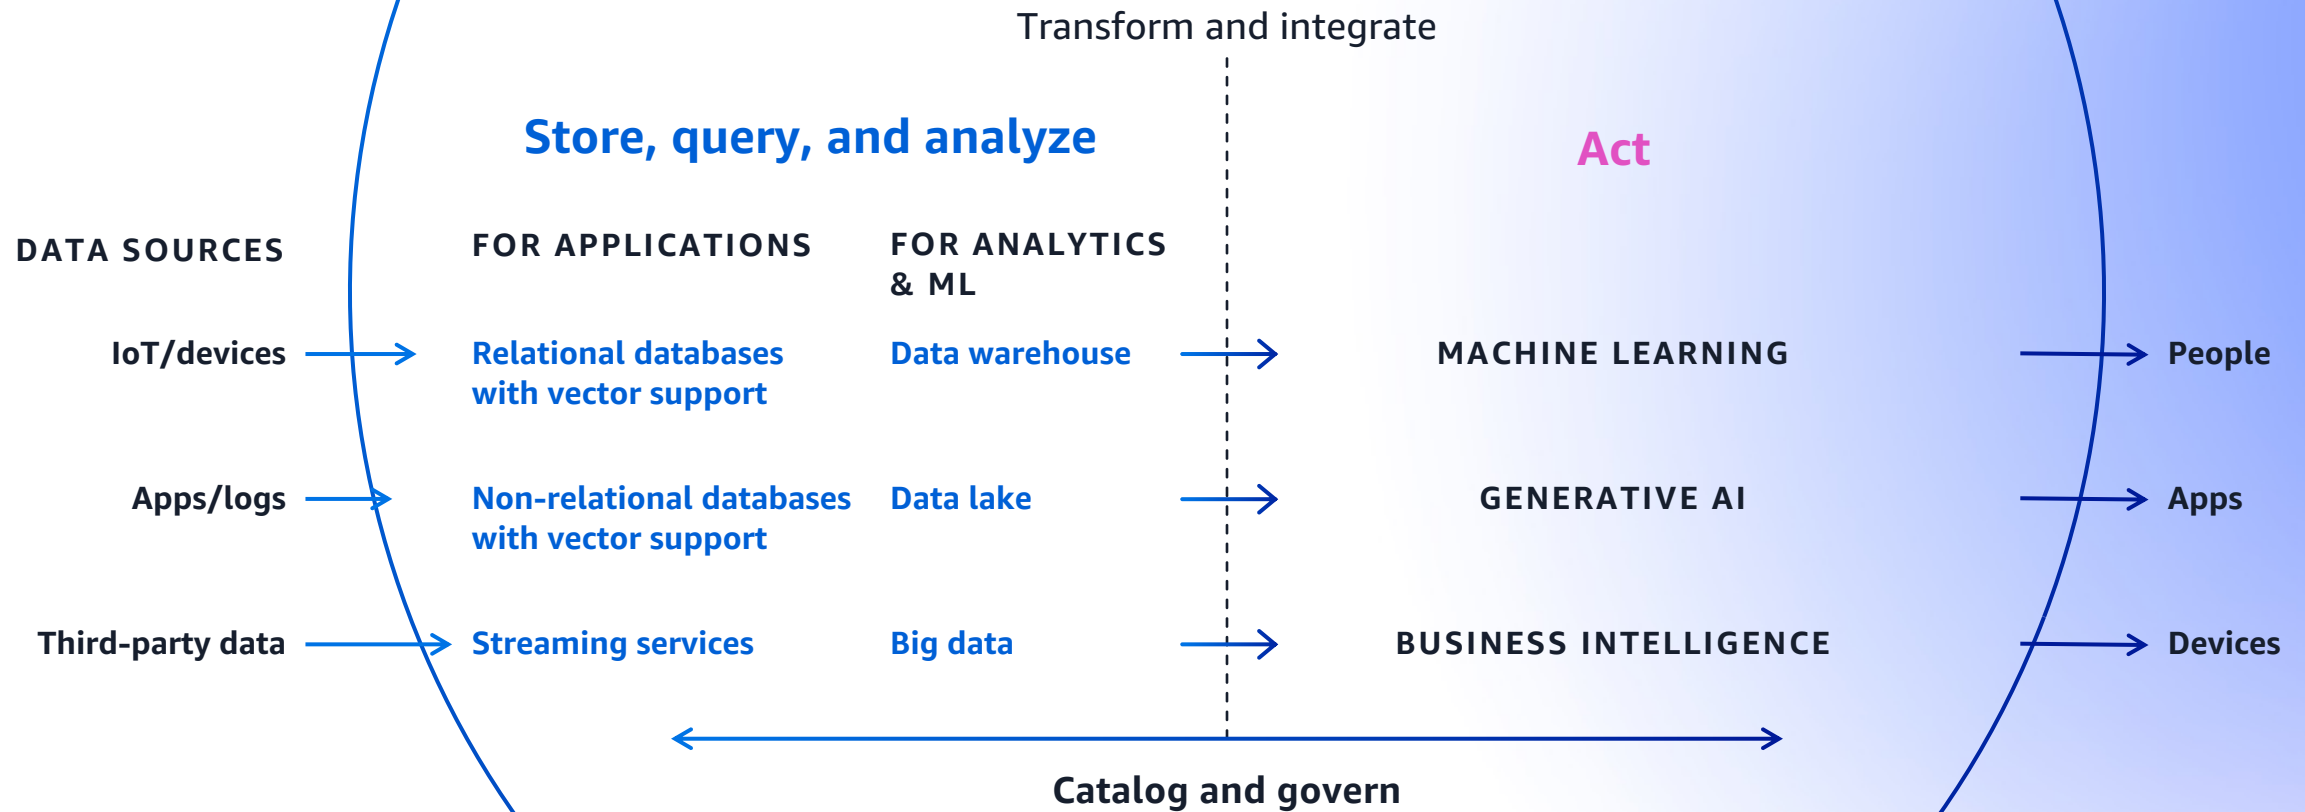 Transform and integrate
Store, query, and analyze
Act
DATA SOURCES
FOR APPLICATIONS
FOR ANALYTICS
& ML
IoT/devices
Relational databases
with vector support
Data warehouse
MACHINE LEARNING
People
Apps/logs
Non-relational databases
with vector support
Data lake
GENERATIVE AI
Apps
Third-party data
Streaming services
Big data
BUSINESS INTELLIGENCE
Devices
Catalog and govern